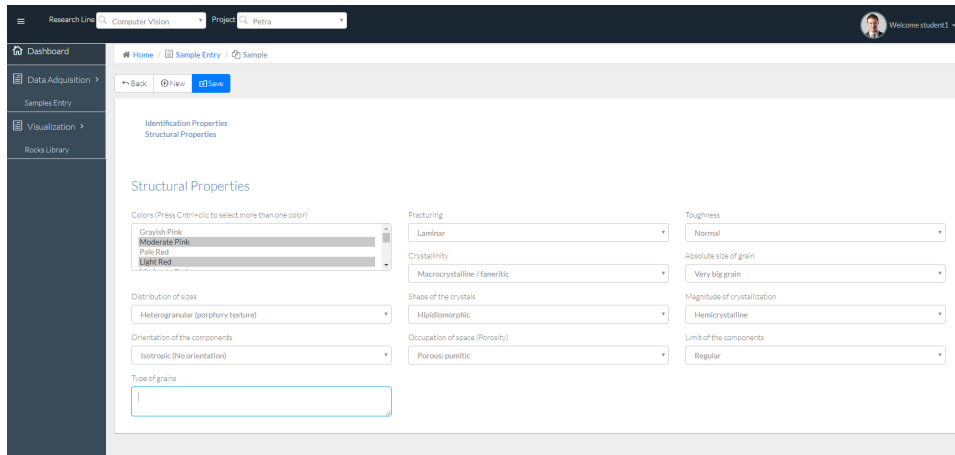 Research Line Computer Vision Project Petra Welcome student1
Dashboard
Home / Sample Entry / Sample
Data Adquisition >
Back New Save
Samples Entry
Identification Properties
Structural Properties
Visualization >
Rocks Library
Structural Properties
Colors (Press Cntrl+clic to select more than one color)
Grayish Pink
Moderate Pink
Pale Red
Light Red
Fracturing
Laminar
Toughness
Normal
Crystallinity
Macrocrystalline / faneritic
Absolute size of grain
Very big grain
Distribution of sizes
Heterogranular (porphyry texture)
Shape of the crystals
Hipidiomorphic
Magnitude of crystallization
Hemicrystalline
Orientation of the components
Isotropic (No orientation)
Occupation of space (Porosity)
Porous: pumitic
Limit of the components
Regular
Type of grains